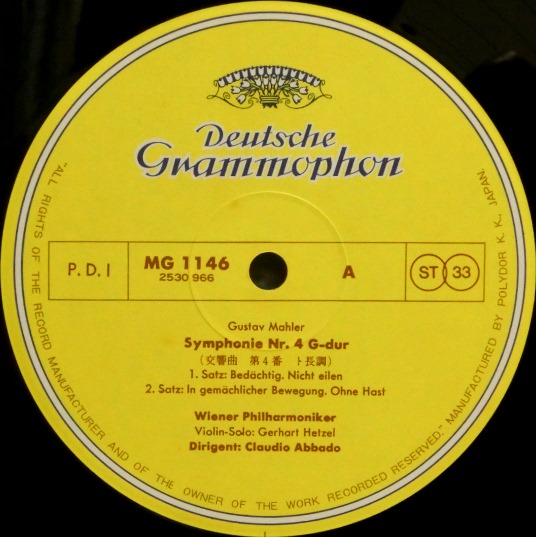 Deutsche
Grammophon
P.D.I
MG 1146
2530 966
A
ST 33
Gustav Mahler
Symphonie Nr. 4 G-dur
(交響曲 第4番 ト長調)
1. Satz: Bedächtig. Nicht eilen
2. Satz: In gemächlicher Bewegung. Ohne Hast
Wiener Philharmoniker
Violin-Solo: Gerhart Hetzel
Dirigent: Claudio Abbado
"ALL RIGHTS OF THE RECORD MANUFACTURER AND OF THE OWNER OF THE WORK RECORDED RESERVED." MANUFACTURED BY POLYDOR K. K., JAPAN.